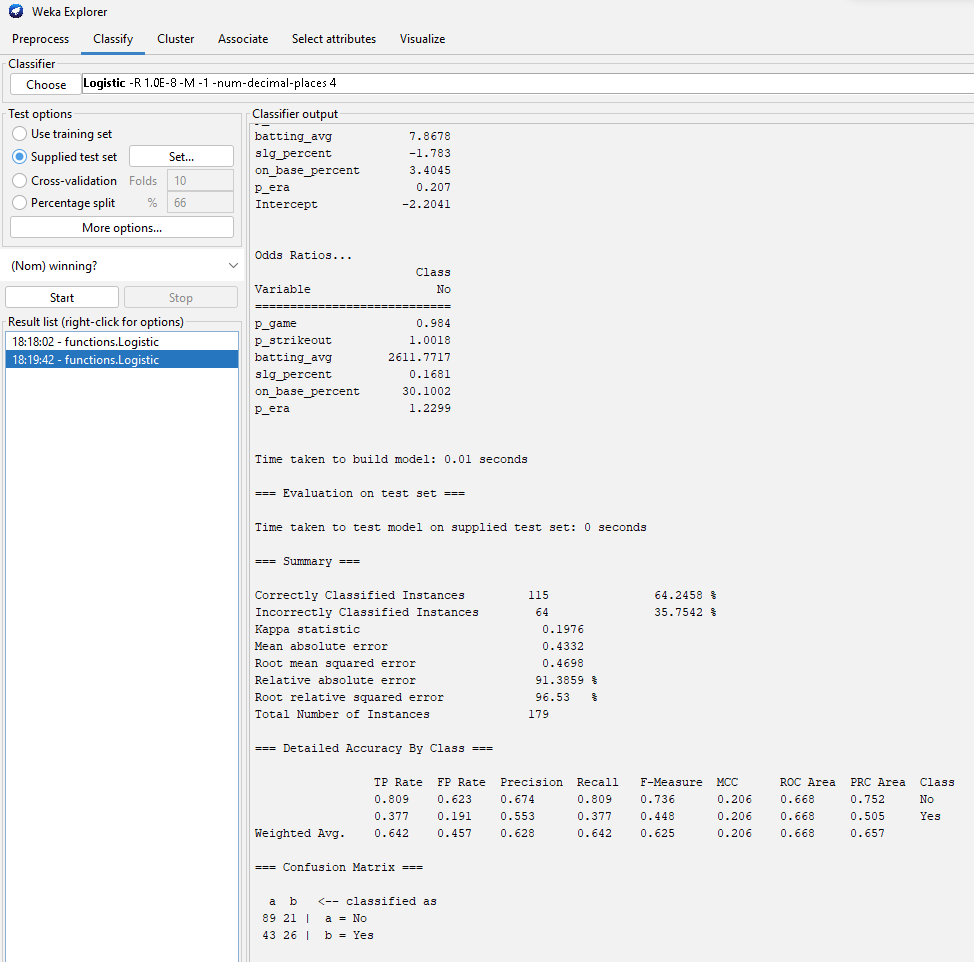 Weka Explorer
Preprocess Classify Cluster Associate Select attributes Visualize
Classifier
Choose Logistic -R 1.0E-8 -M -1 -num-decimal-places 4
Test options
Use training set
Supplied test set Set...
Cross-validation Folds 10
Percentage split % 66
More options...
(Nom) winning?
Start Stop
Result list (right-click for options)
18:18:02 - functions.Logistic
18:19:42 - functions.Logistic
Classifier output
batting_avg 7.8678
slg_percent -1.783
on_base_percent 3.4045
p_era 0.207
Intercept -2.2041
Odds Ratios...
Class
Variable No
============================
p_game 0.984
p_strikeout 1.0018
batting_avg 2611.7717
slg_percent 0.1681
on_base_percent 30.1002
p_era 1.2299
Time taken to build model: 0.01 seconds
=== Evaluation on test set ===
Time taken to test model on supplied test set: 0 seconds
=== Summary ===
Correctly Classified Instances 115 64.2458 %
Incorrectly Classified Instances 64 35.7542 %
Kappa statistic 0.1976
Mean absolute error 0.4332
Root mean squared error 0.4698
Relative absolute error 91.3859 %
Root relative squared error 96.53 %
Total Number of Instances 179
=== Detailed Accuracy By Class ===
TP Rate FP Rate Precision Recall F-Measure MCC ROC Area PRC Area Class
0.809 0.623 0.674 0.809 0.736 0.206 0.668 0.752 No
0.377 0.191 0.553 0.377 0.448 0.206 0.668 0.505 Yes
Weighted Avg. 0.642 0.457 0.628 0.642 0.625 0.206 0.668 0.657
=== Confusion Matrix ===
a b <-- classified as
89 21 | a = No
43 26 | b = Yes